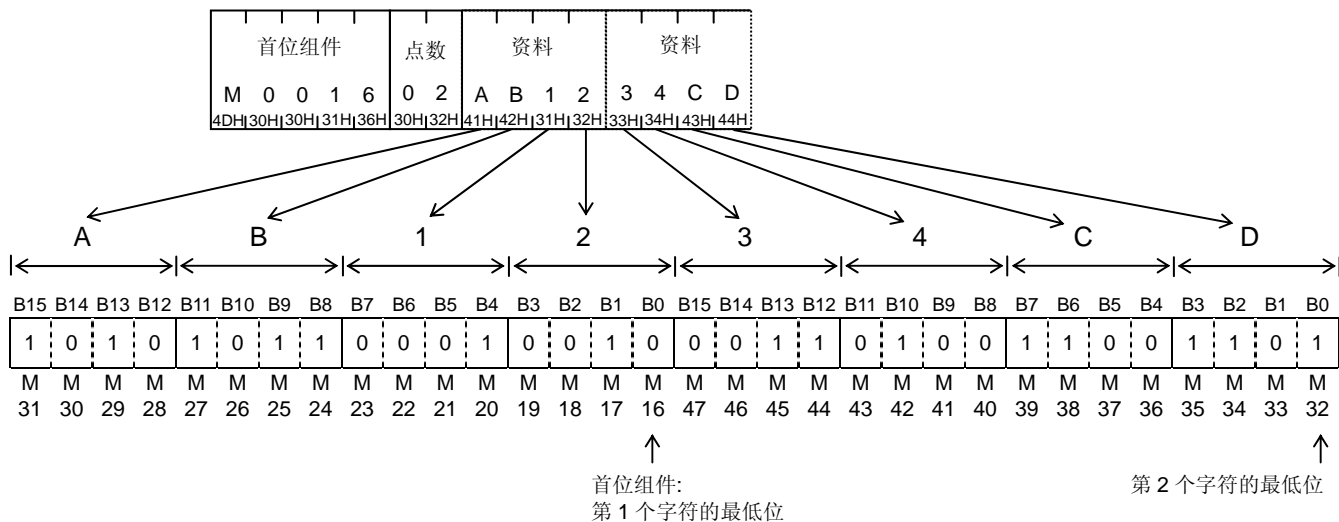 首位组件 点数 资料 资料
M 0 0 1 6 0 2 A B 1 2 3 4 C D
4DH 30H 30H 31H 36H 30H 32H 41H 42H 31H 32H 33H 34H 43H 44H
A B 1 2 3 4 C D
B15 B14 B13 B12 B11 B10 B9 B8 B7 B6 B5 B4 B3 B2 B1 B0 B15 B14 B13 B12 B11 B10 B9 B8 B7 B6 B5 B4 B3 B2 B1 B0
1 0 1 0 1 0 1 1 0 0 0 1 0 0 1 0 0 0 1 1 0 1 0 0 1 1 0 0 1 1 0 1
M M M M M M M M M M M M M M M M M M M M M M M M M M M M M M M M
31 30 29 28 27 26 25 24 23 22 21 20 19 18 17 16 47 46 45 44 43 42 41 40 39 38 37 36 35 34 33 32
首位组件: 第 2 个字符的最低位
第 1 个字符的最低位